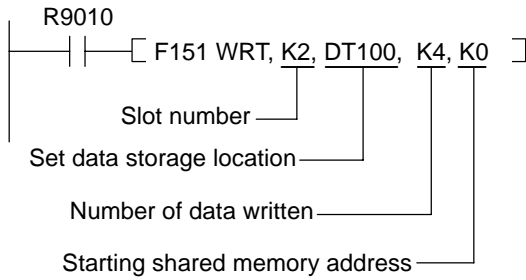 R9010
F151 WRT, K2, DT100, K4, K0
Slot number
Set data storage location
Number of data written
Starting shared memory address